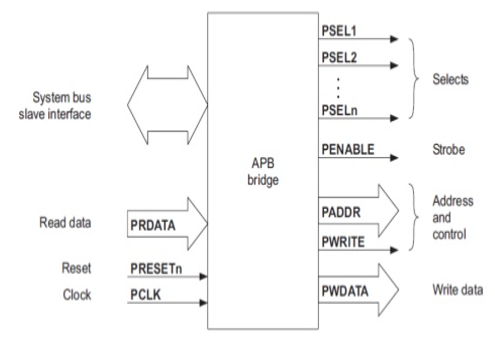 PSEL1
PSEL2
PSELn
Selects
System bus
slave interface
APB
bridge
PENABLE
Strobe
PADDR
Address
and
control
PWRITE
Read data
PRDATA
Reset
PRESETn
Clock
PCLK
PWDATA
Write data